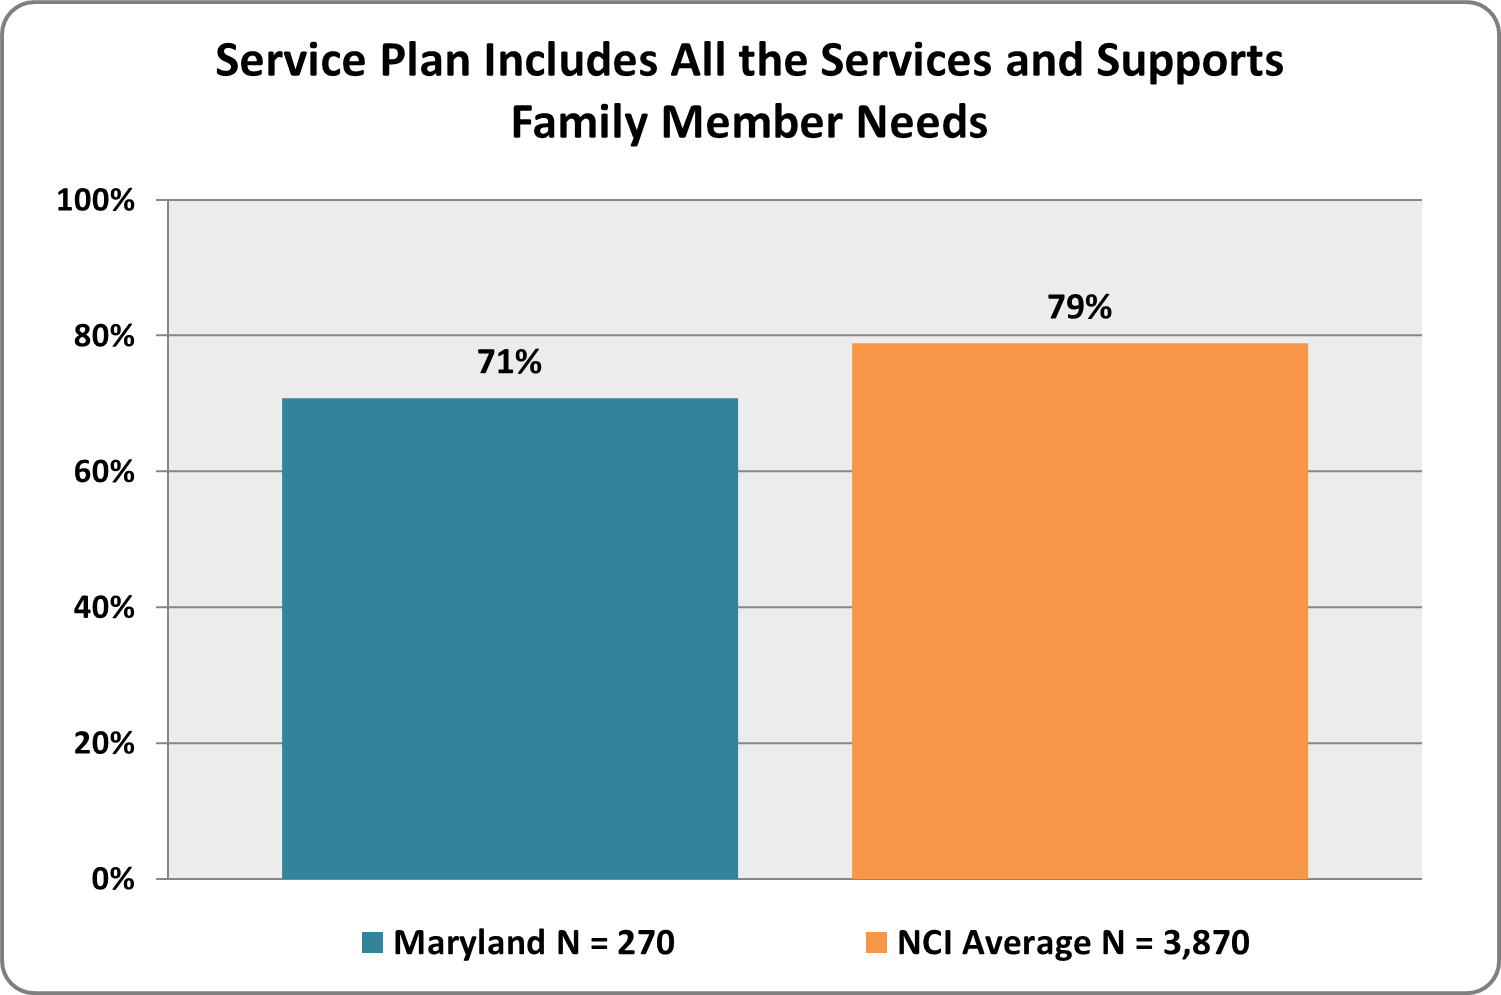 Service Plan Includes All the Services and Supports
Family Member Needs
100%
80%
60%
40%
20%
0%
71%
79%
Maryland N = 270
NCI Average N = 3,870